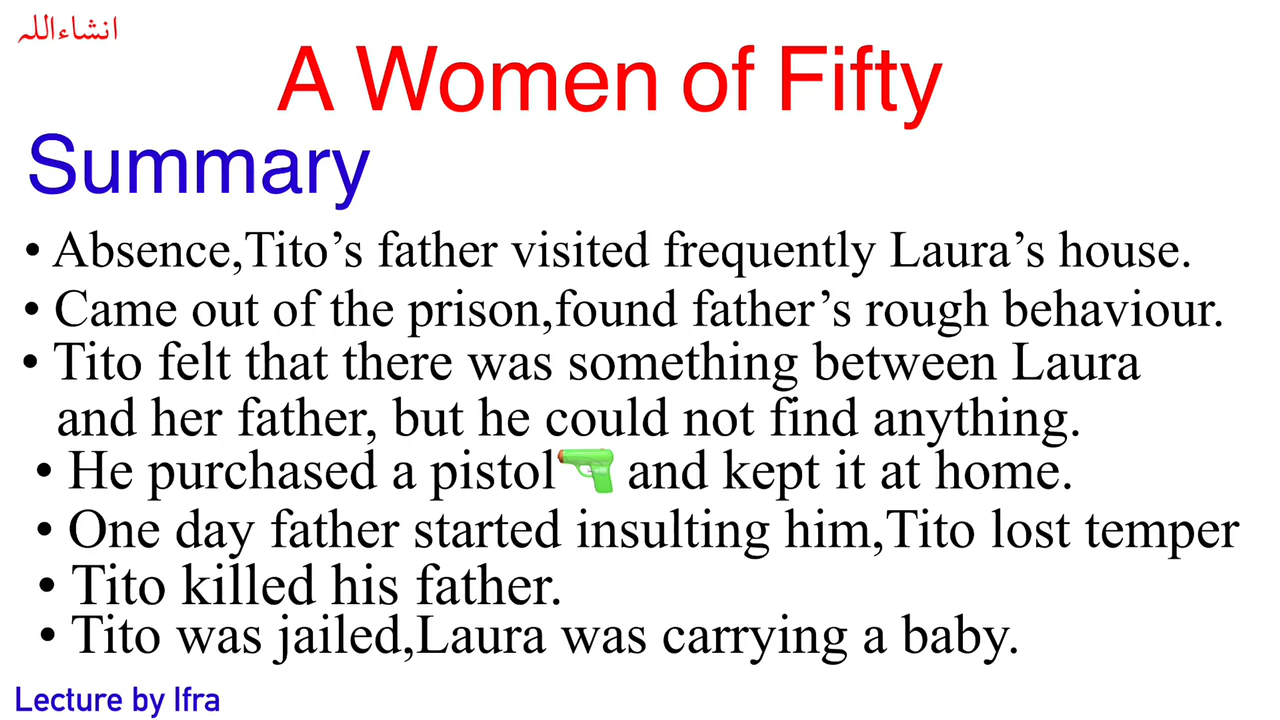 انشاءاللہ
A Women of Fifty
Summary
• Absence,Tito’s father visited frequently Laura’s house.
• Came out of the prison,found father’s rough behaviour.
• Tito felt that there was something between Laura
and her father, but he could not find anything.
• He purchased a pistol🔫 and kept it at home.
• One day father started insulting him,Tito lost temper
• Tito killed his father.
• Tito was jailed,Laura was carrying a baby.
Lecture by Ifra